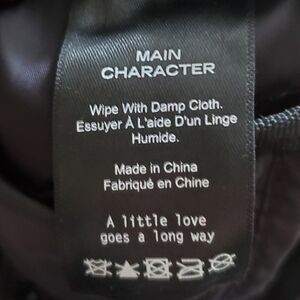 MAIN
CHARACTER
Wipe With Damp Cloth.
Essuyer À L'aide D'un Linge
Humide.
Made in China
Fabriqué en Chine
A little love
goes a long way